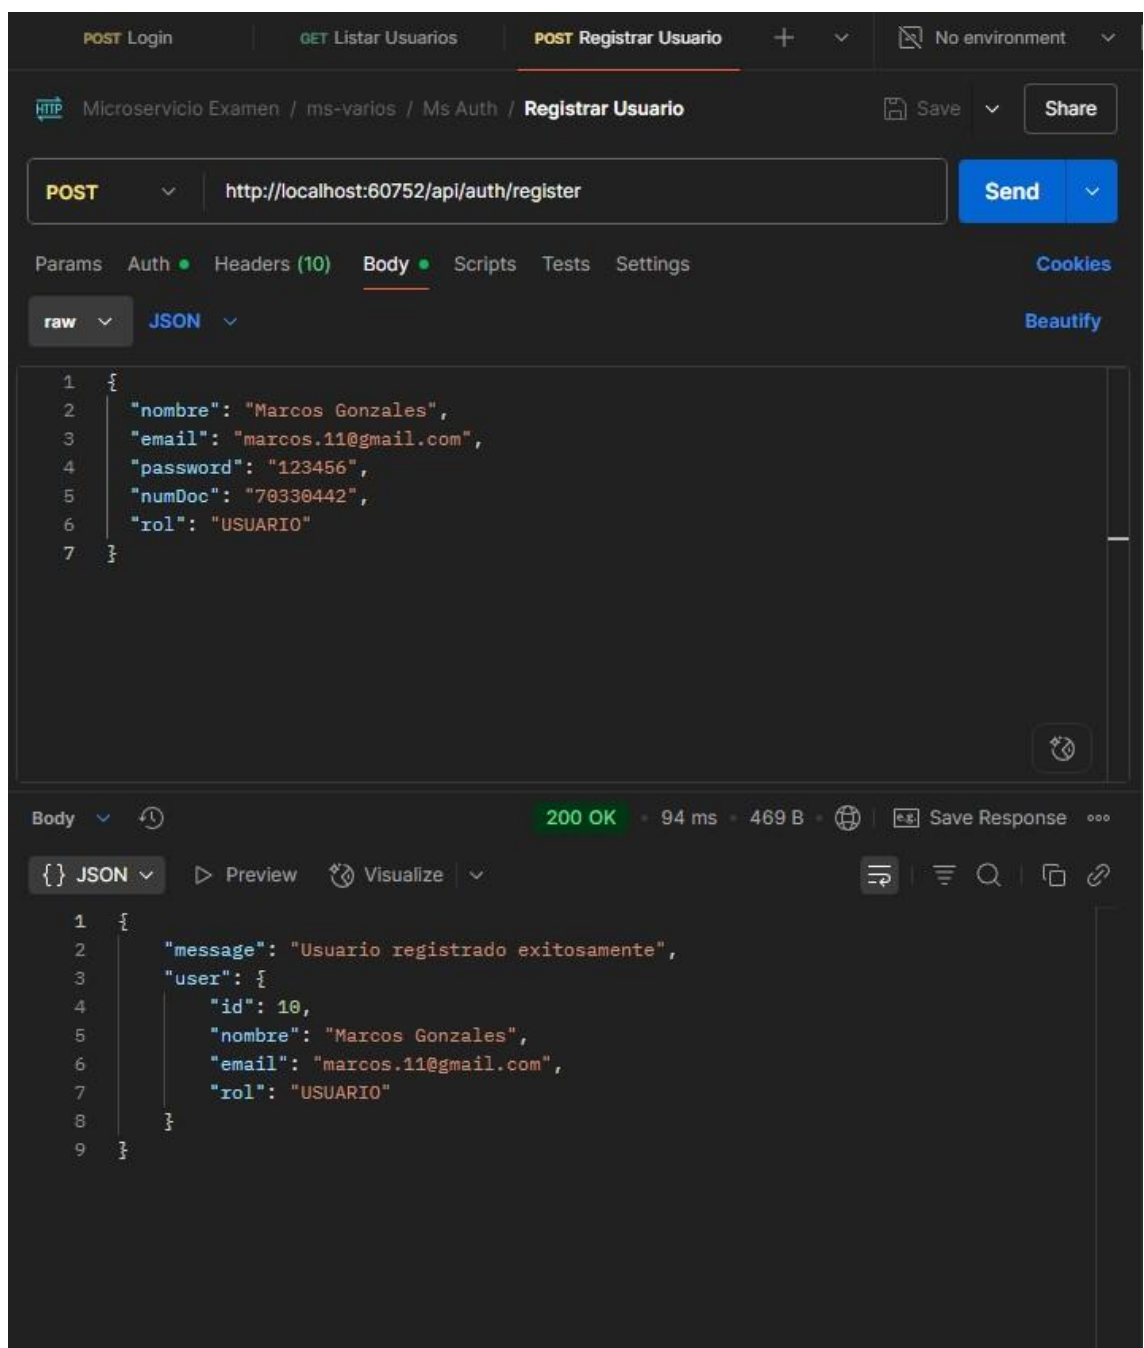 POST Login GET Listar Usuarios POST Registrar Usuario No environment
HTTP Microservicio Examen / ms-varios / Ms Auth / Registrar Usuario Save Share
POST http://localhost:60752/api/auth/register Send
Params Auth Headers (10) Body Scripts Tests Settings Cookies
raw JSON Beautify
1 {
2 "nombre": "Marcos Gonzales",
3 "email": "marcos.11@gmail.com",
4 "password": "123456",
5 "numDoc": "70330442",
6 "rol": "USUARIO"
7 }
Body 200 OK 94 ms 469 B e.g. Save Response
{} JSON Preview Visualize
1 {
2 "message": "Usuario registrado exitosamente",
3 "user": {
4 "id": 10,
5 "nombre": "Marcos Gonzales",
6 "email": "marcos.11@gmail.com",
7 "rol": "USUARIO"
8 }
9 }